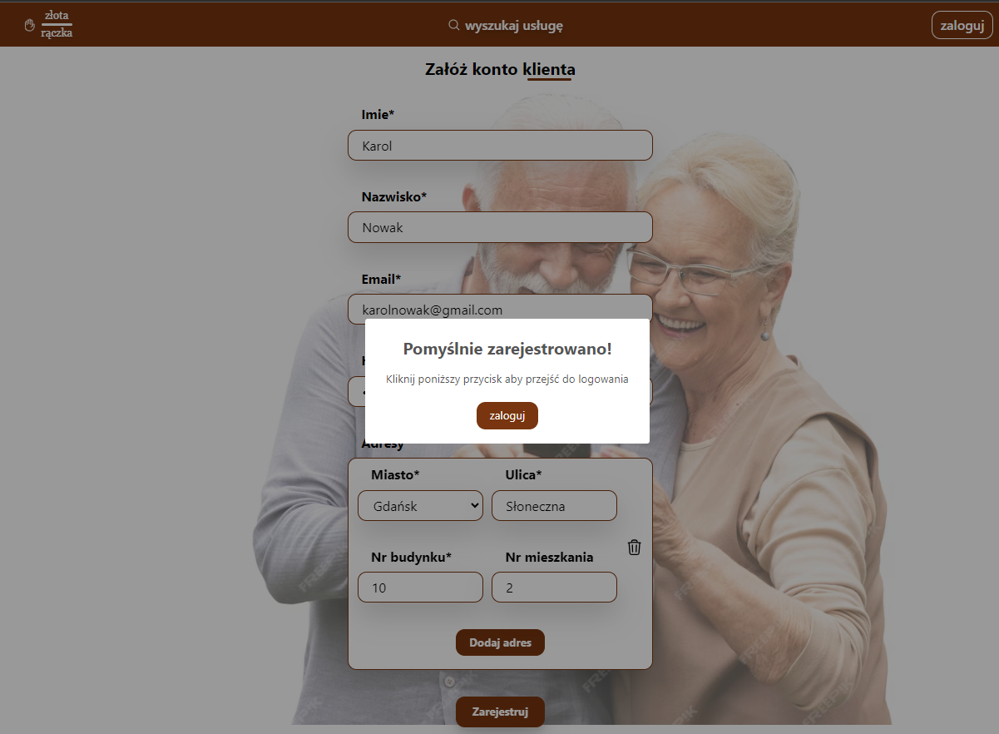 złota
rączka
wyszukaj usługę
zaloguj
Załóż konto klienta
Imie*
Karol
Nazwisko*
Nowak
Email*
karolnowak@gmail.com
Pomyślnie zarejestrowano!
Kliknij poniższy przycisk aby przejść do logowania
zaloguj
Adresy
Miasto*
Ulica*
Gdańsk
Słoneczna
Nr budynku*
Nr mieszkania
10
2
Dodaj adres
Zarejestruj